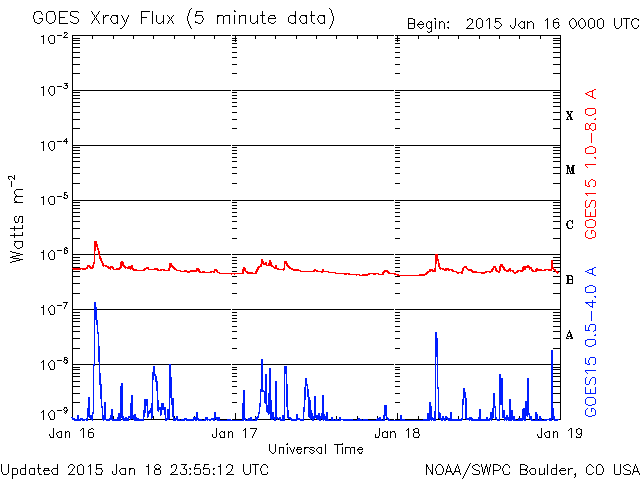 GOES Xray Flux (5 minute data)
Begin: 2015 Jan 16 0000 UTC
10⁻²
10⁻³
10⁻⁴
10⁻⁵
10⁻⁶
10⁻⁷
10⁻⁸
10⁻⁹
Watts m⁻²
X
M
C
B
A
GOES15 1.0-8.0 A
GOES15 0.5-4.0 A
Jan 16
Jan 17
Jan 18
Jan 19
Universal Time
Updated 2015 Jan 18 23:55:12 UTC
NOAA/SWPC Boulder, CO USA